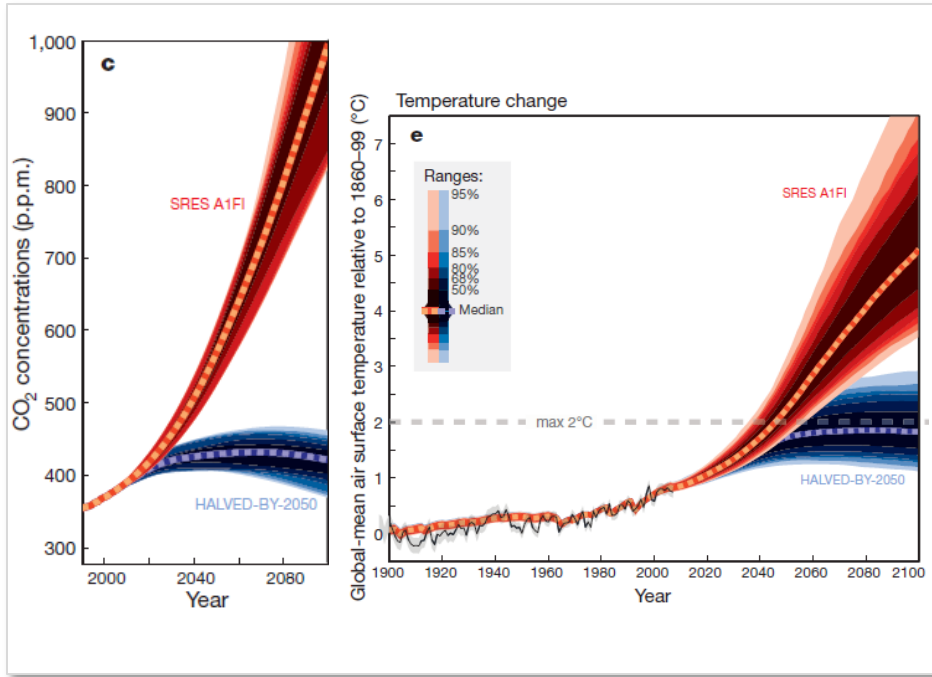 c
1,000
900
800
700
600
500
400
300
CO2 concentrations (p.p.m.)
SRES A1FI
HALVED-BY-2050
2000
2040
2080
Year
Temperature change
e
Global-mean air surface temperature relative to 1860–99 (°C)
7
6
5
4
3
2
1
0
Ranges:
95%
90%
85%
80%
68%
50%
Median
SRES A1FI
max 2°C
HALVED-BY-2050
1900
1920
1940
1960
1980
2000
2020
2040
2060
2080
2100
Year